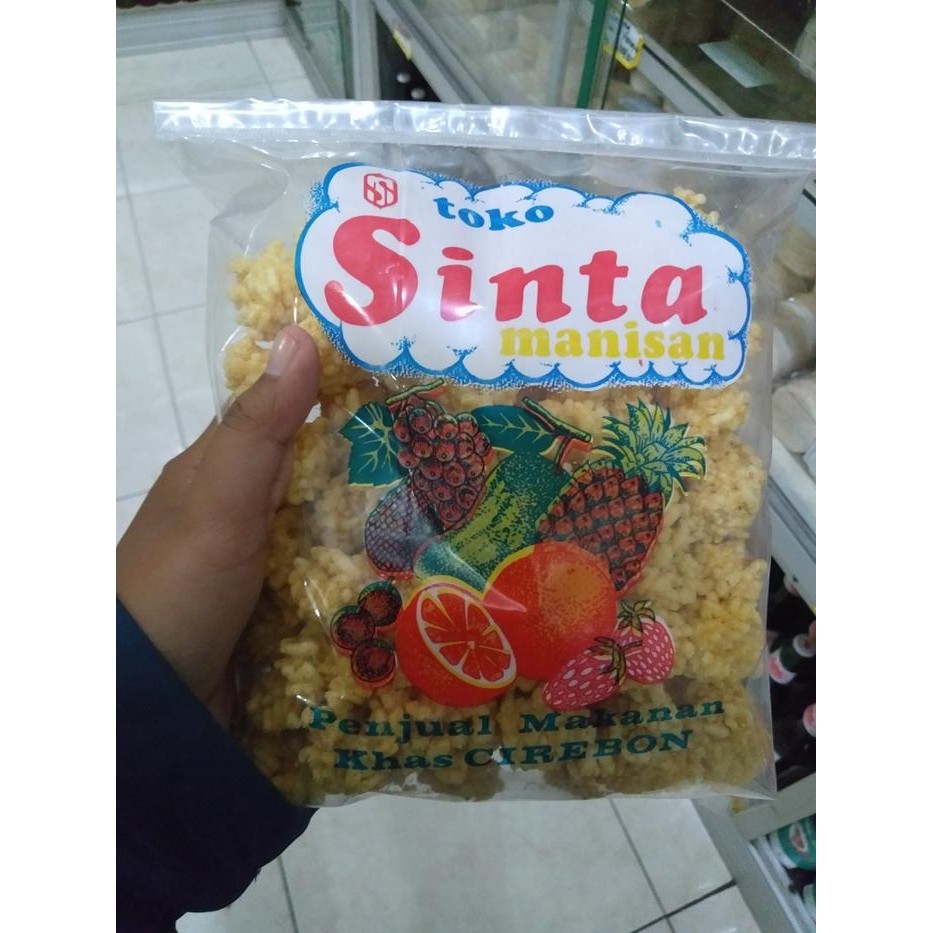 toko
Sinta
manisan
Penjual Makanan
Khas CIREBON